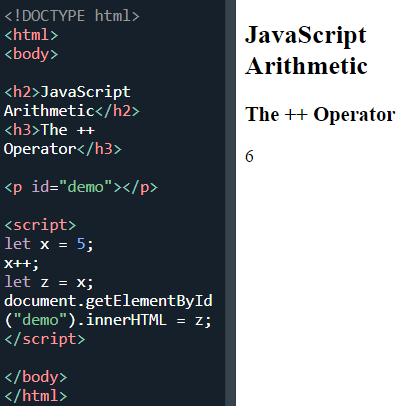 <!DOCTYPE html>
<html>
<body>
<h2>JavaScript
Arithmetic</h2>
<h3>The ++
Operator</h3>
<p id="demo"></p>
<script>
let x = 5;
x++;
let z = x;
document.getElementById
("demo").innerHTML = z;
</script>
</body>
</html>
JavaScript
Arithmetic
The ++ Operator
6